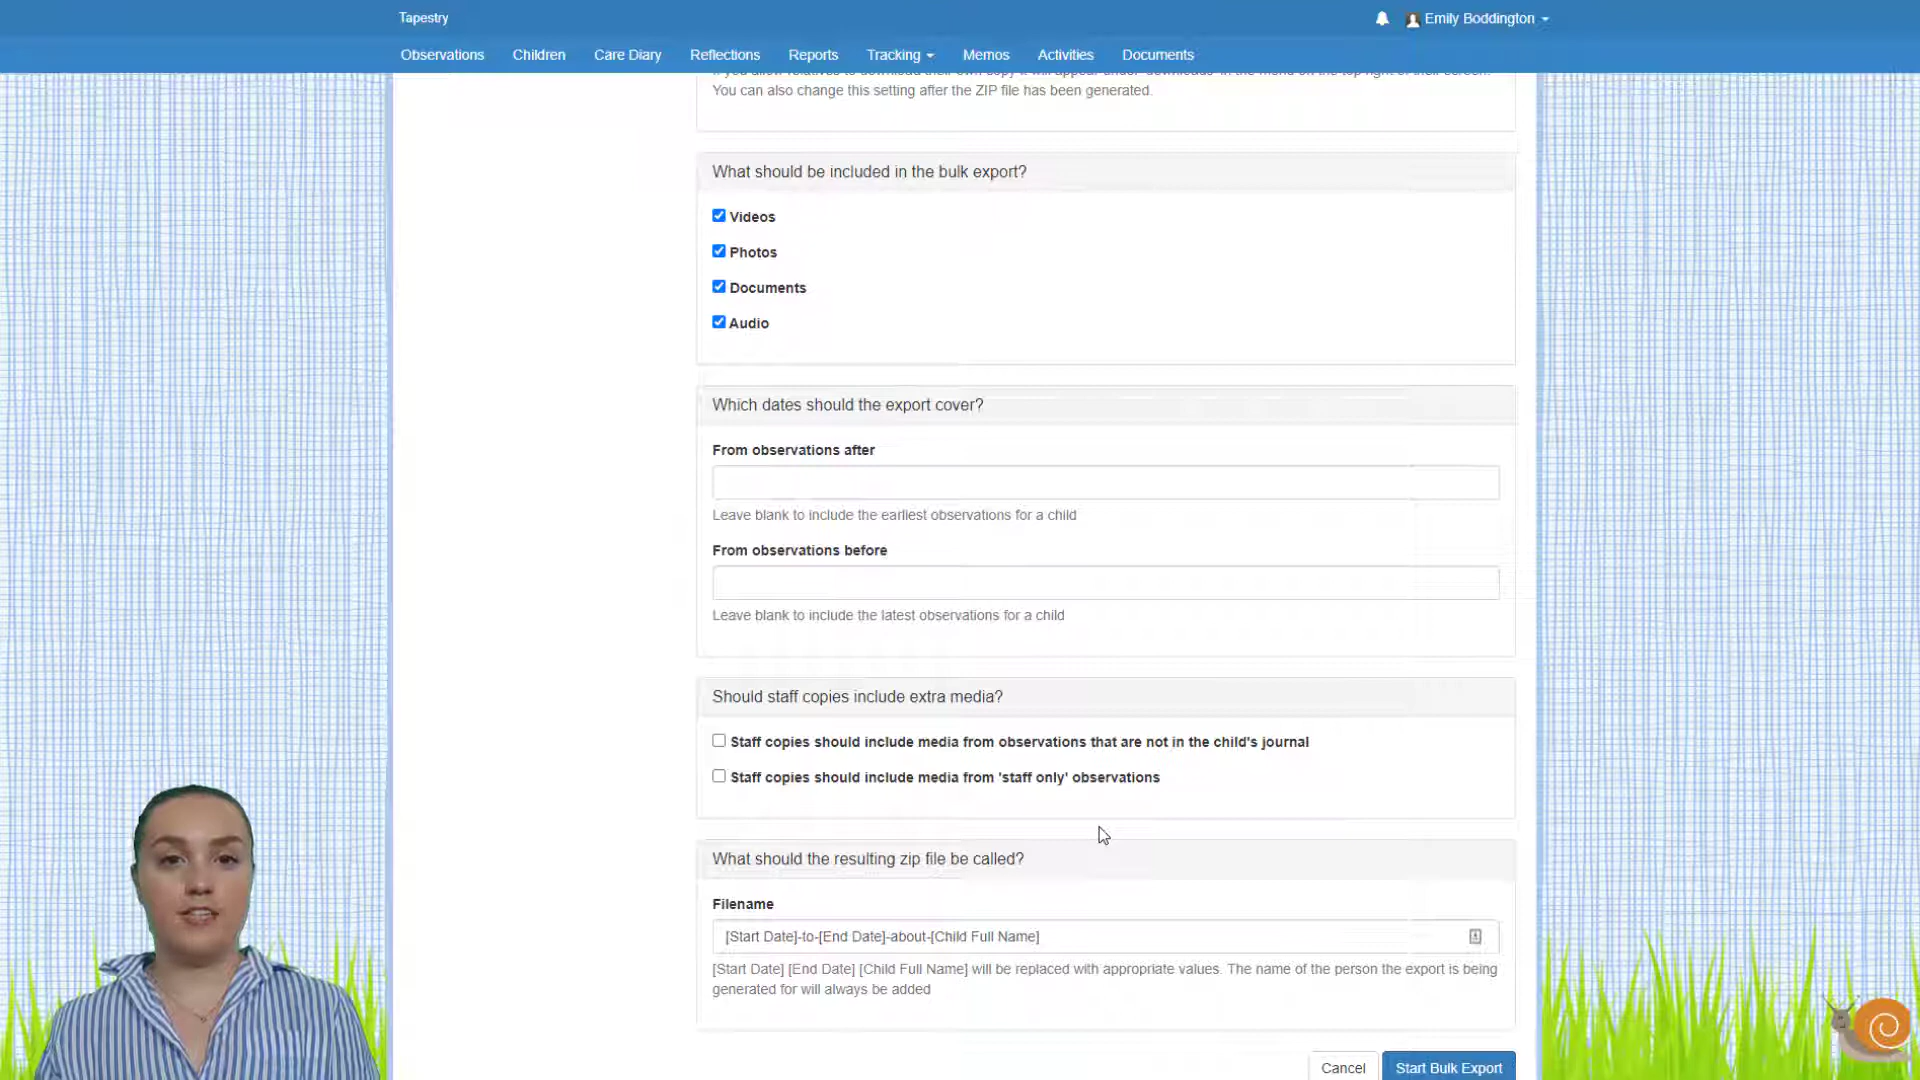 Tapestry
Emily Boddington
Observations Children Care Diary Reflections Reports Tracking Memos Activities Documents
If you allow relatives to download their own copy it will appear under 'downloads' in the menu on the top right of their screen.
You can also change this setting after the ZIP file has been generated.
What should be included in the bulk export?
Videos
Photos
Documents
Audio
Which dates should the export cover?
From observations after
Leave blank to include the earliest observations for a child
From observations before
Leave blank to include the latest observations for a child
Should staff copies include extra media?
Staff copies should include media from observations that are not in the child's journal
Staff copies should include media from 'staff only' observations
What should the resulting zip file be called?
Filename
[Start Date]-to-[End Date]-about-[Child Full Name]
[Start Date] [End Date] [Child Full Name] will be replaced with appropriate values. The name of the person the export is being
generated for will always be added
Cancel Start Bulk Export